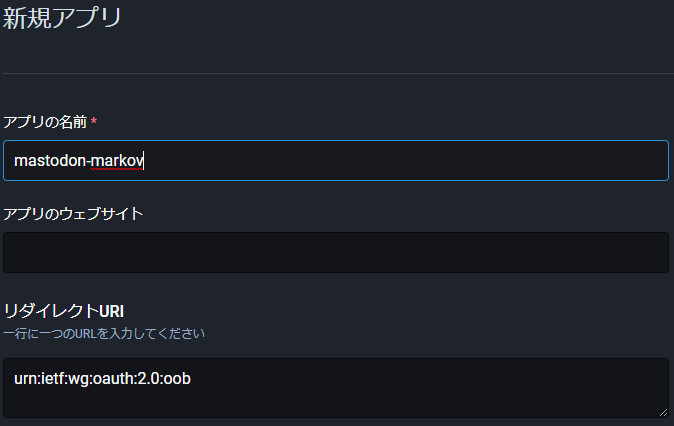 新規アプリ
アプリの名前 *
mastodon-markov
アプリのウェブサイト
リダイレクトURI
一行に一つのURLを入力してください
urn:ietf:wg:oauth:2.0:oob